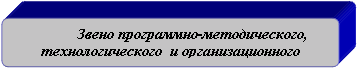 Звено программно-методического,
технологического и организационного